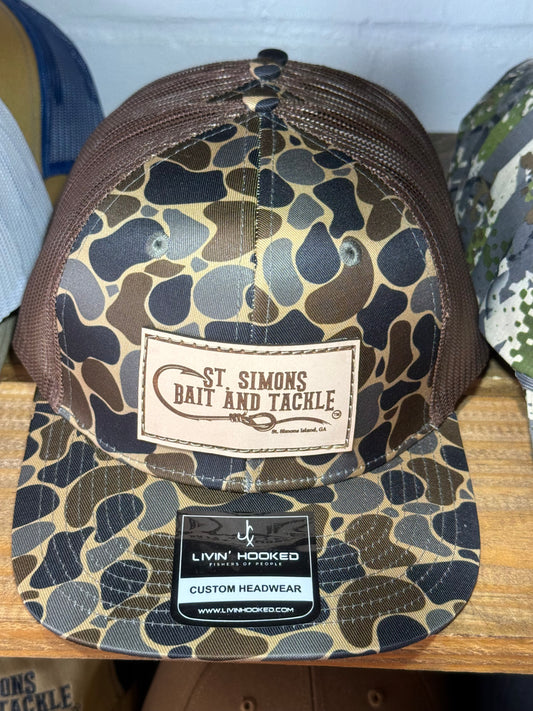 ST. SIMONS
BAIT AND TACKLE
TM
St. Simons Island, GA
LIVIN' HOOKED
FISHERS OF PEOPLE
CUSTOM HEADWEAR
WWW.LIVINHOOKED.COM
MONS
TACKLE